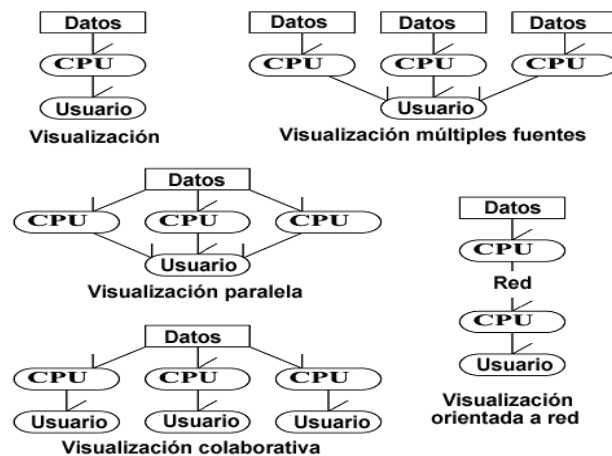 Datos
CPU
Usuario
Visualización
Datos Datos Datos
CPU CPU CPU
Usuario
Visualización múltiples fuentes
Datos
CPU CPU CPU
Usuario
Visualización paralela
Datos
CPU
Red
CPU
Usuario
Visualización
orientada a red
Datos
CPU CPU CPU
Usuario Usuario Usuario
Visualización colaborativa